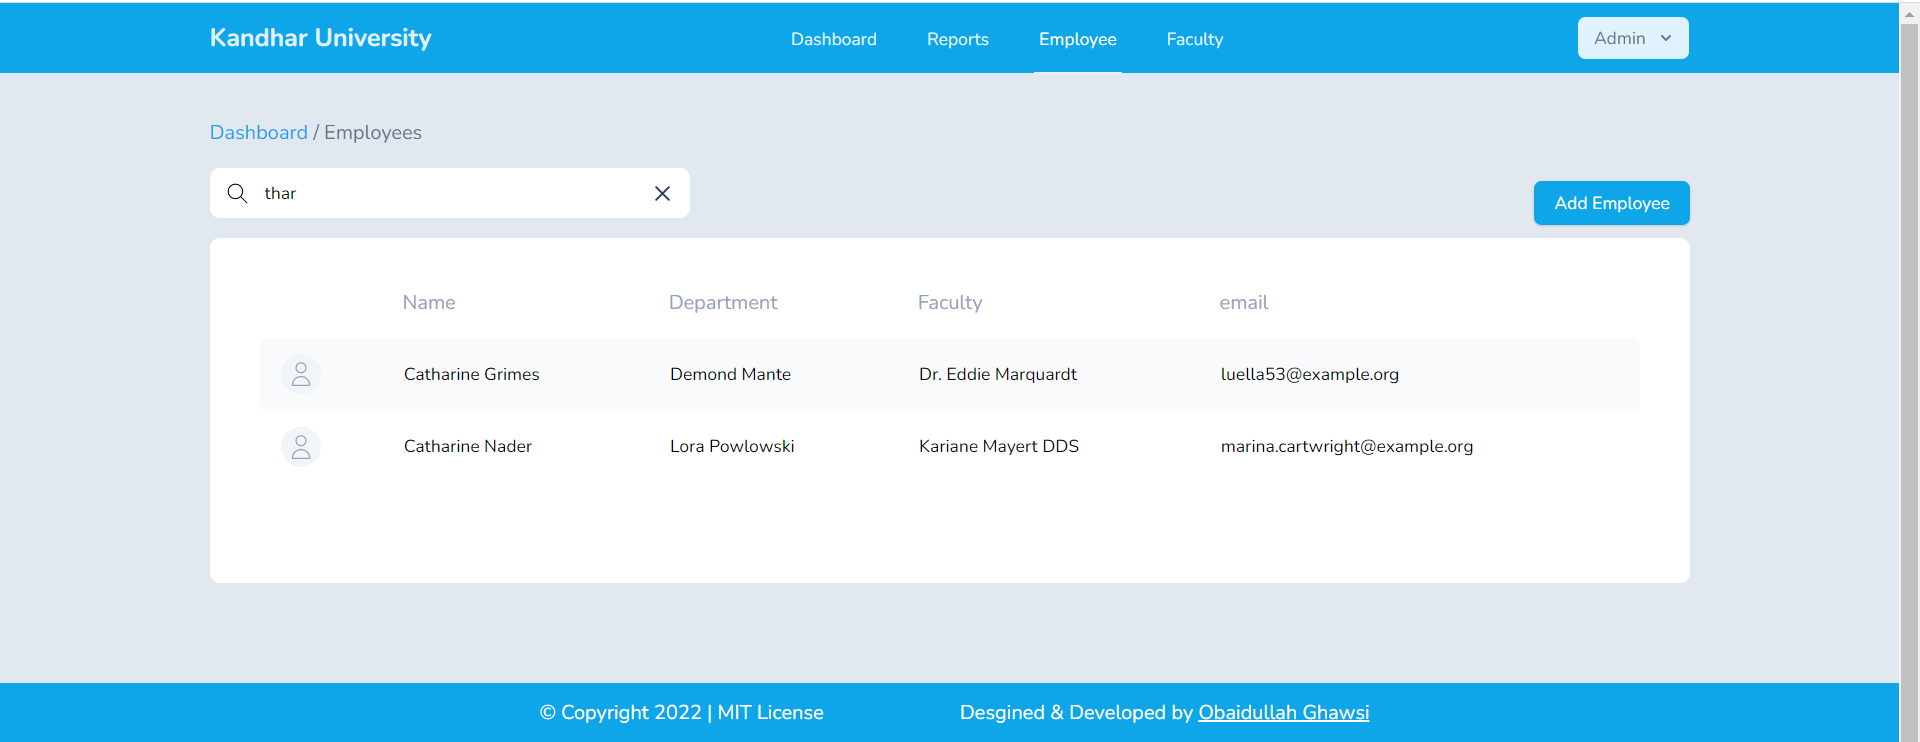 Kandhar University Dashboard Reports Employee Faculty Admin
Dashboard / Employees
thar
Add Employee
Name Department Faculty email
Catharine Grimes Demond Mante Dr. Eddie Marquardt luella53@example.org
Catharine Nader Lora Powlowski Kariane Mayert DDS marina.cartwright@example.org
© Copyright 2022 | MIT License Desgined & Developed by Obaidullah Ghawsi